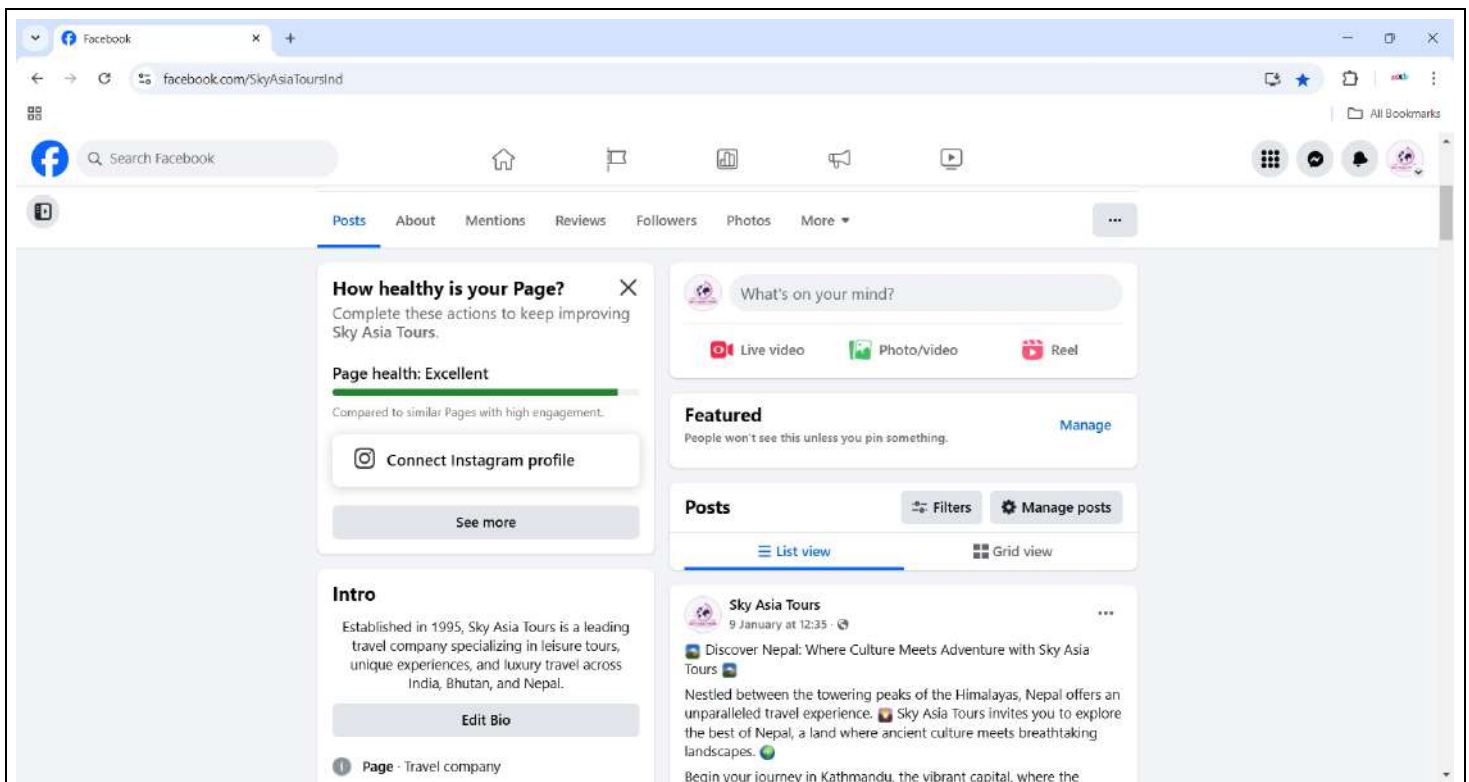 Facebook
facebook.com/SkyAsiaToursInd
All Bookmarks
Search Facebook
Posts About Mentions Reviews Followers Photos More
How healthy is your Page?
Complete these actions to keep improving
Sky Asia Tours.
Page health: Excellent
Compared to similar Pages with high engagement.
Connect Instagram profile
See more
Intro
Established in 1995, Sky Asia Tours is a leading
travel company specializing in leisure tours,
unique experiences, and luxury travel across
India, Bhutan, and Nepal.
Edit Bio
Page · Travel company
What's on your mind?
Live video Photo/video Reel
Featured
Manage
People won't see this unless you pin something.
Posts
Filters Manage posts
List view Grid view
Sky Asia Tours
9 January at 12:35 ·
Discover Nepal: Where Culture Meets Adventure with Sky Asia
Tours
Nestled between the towering peaks of the Himalayas, Nepal offers an
unparalleled travel experience. Sky Asia Tours invites you to explore
the best of Nepal, a land where ancient culture meets breathtaking
landscapes.
Begin your journey in Kathmandu, the vibrant capital, where the